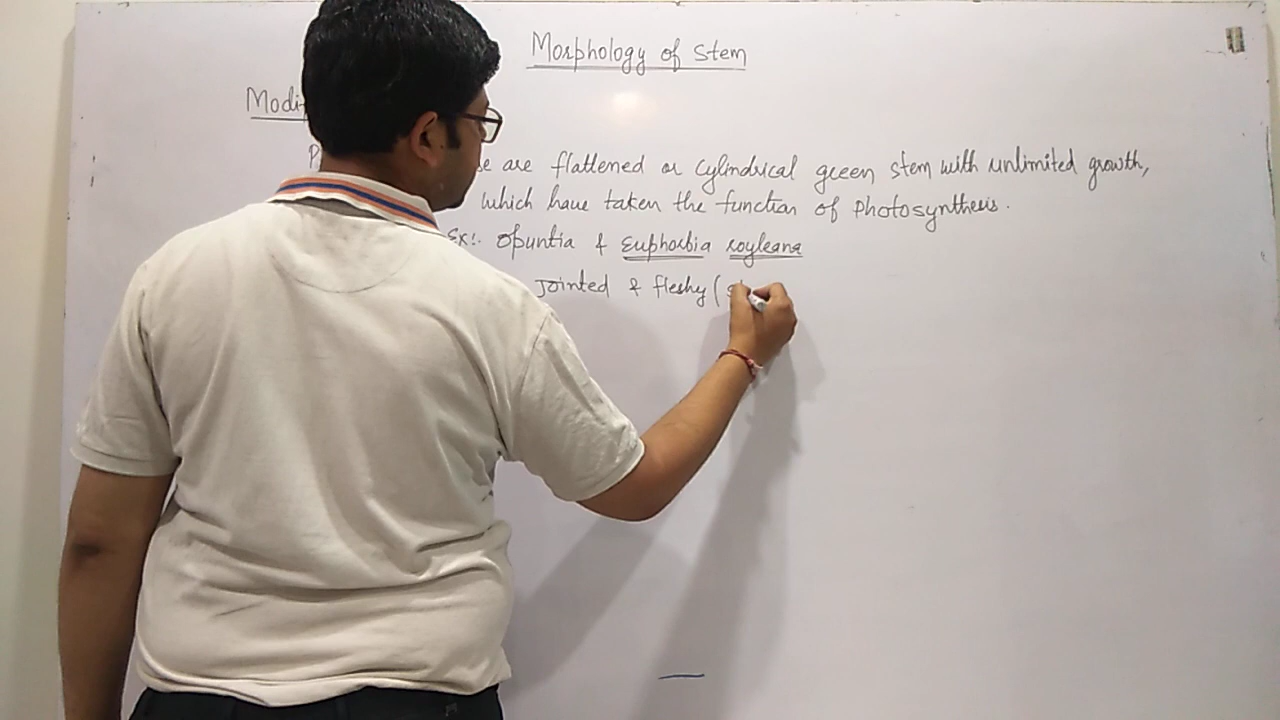 Morphology of Stem
are flattened or cylindrical green stem with unlimited growth,
which have taken the function of Photosynthesis.
Ex:. Opuntia & Euphorbia royleana
Jointed & fleshy (